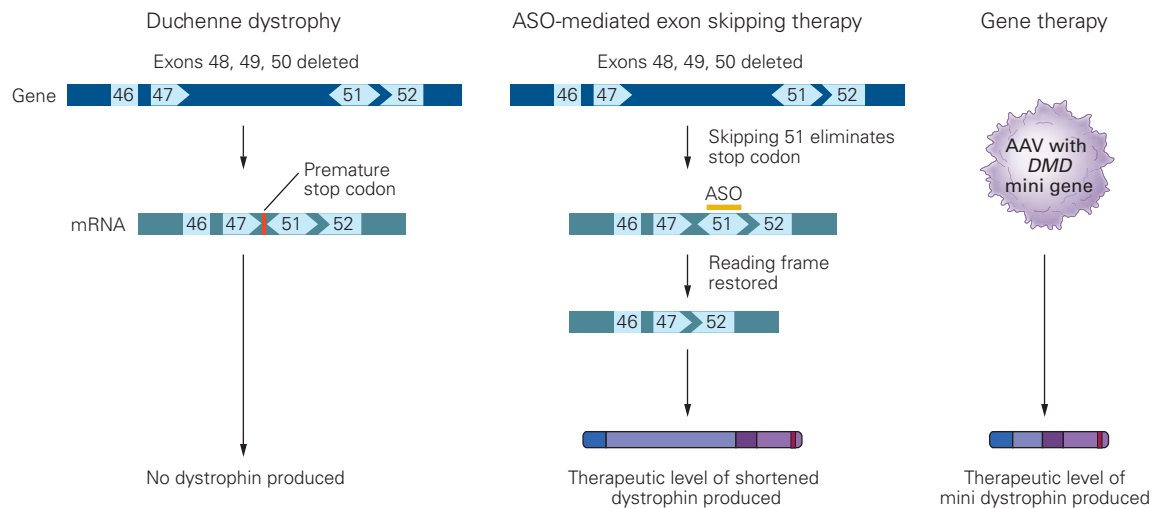 Duchenne dystrophy
Exons 48, 49, 50 deleted
Gene
46 47 51 52
Premature
stop codon
mRNA
46 47 51 52
No dystrophin produced
ASO-mediated exon skipping therapy
Exons 48, 49, 50 deleted
46 47 51 52
Skipping 51 eliminates
stop codon
ASO
46 47 51 52
Reading frame
restored
46 47 52
Therapeutic level of shortened
dystrophin produced
Gene therapy
AAV with
DMD
mini gene
Therapeutic level of
mini dystrophin produced